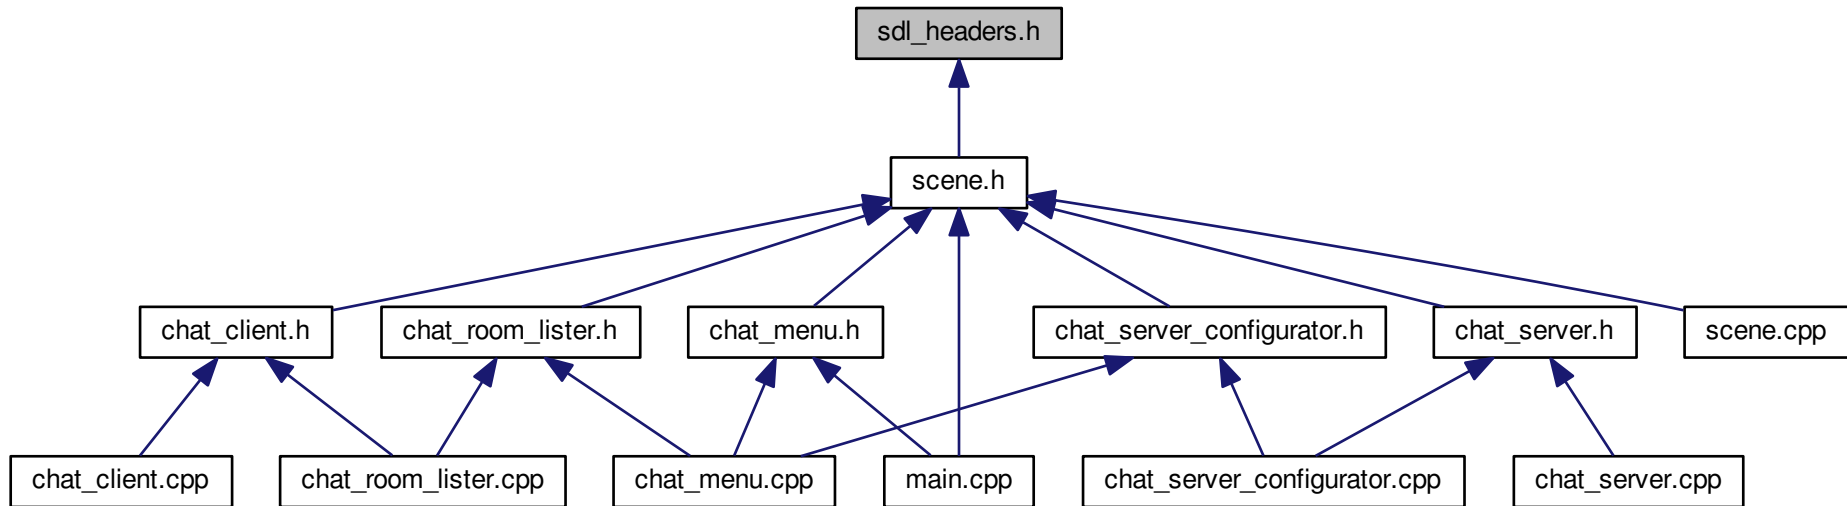 sdl_headers.h
scene.h
chat_client.h
chat_room_lister.h
chat_menu.h
chat_server_configurator.h
chat_server.h
scene.cpp
chat_client.cpp
chat_room_lister.cpp
chat_menu.cpp
main.cpp
chat_server_configurator.cpp
chat_server.cpp